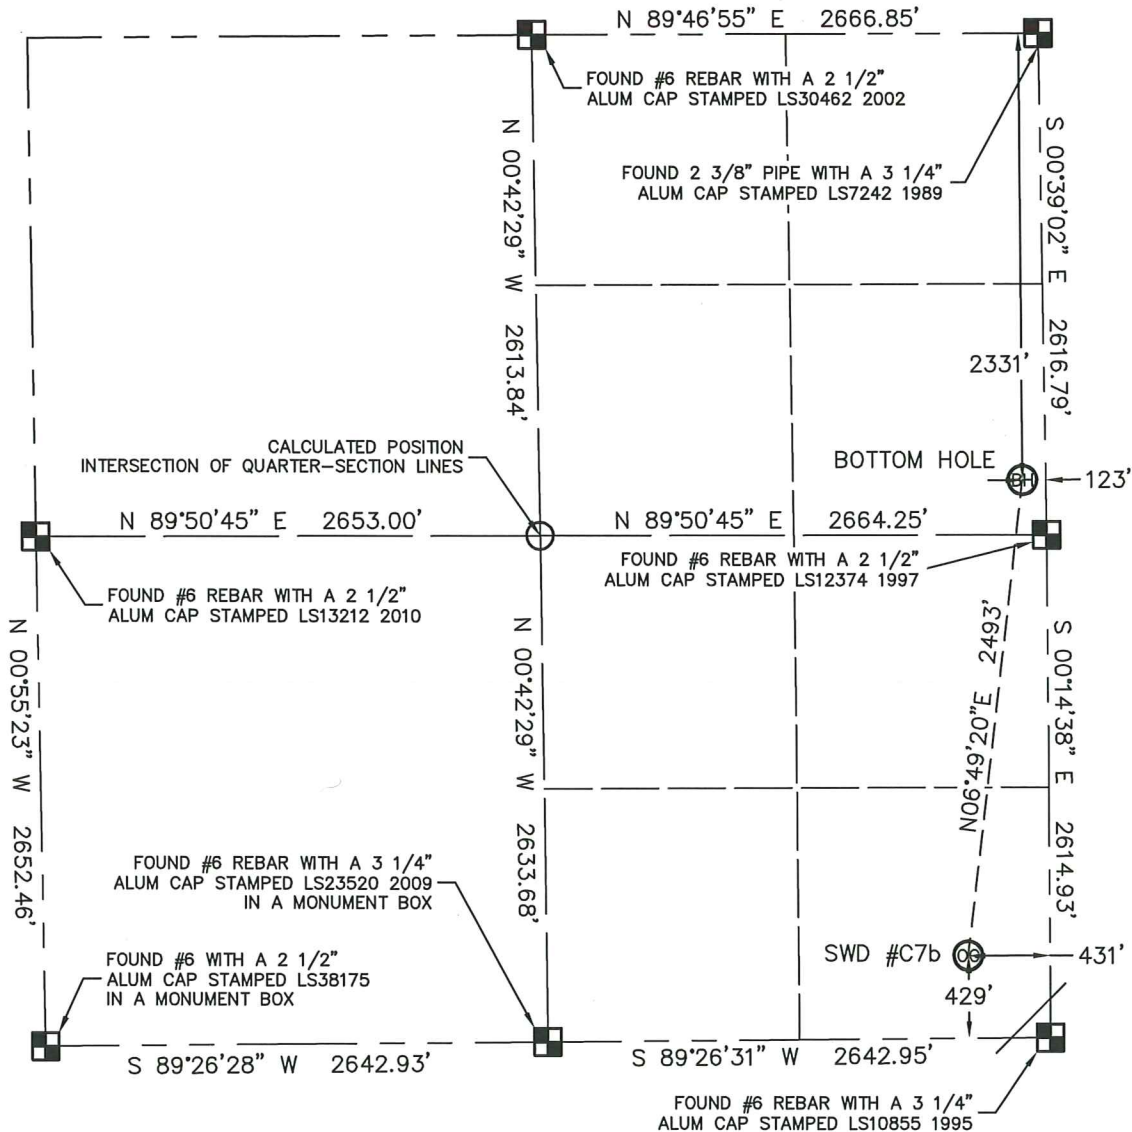 N 89°46'55" E 2666.85'
FOUND #6 REBAR WITH A 2 1/2"
ALUM CAP STAMPED LS30462 2002
FOUND 2 3/8" PIPE WITH A 3 1/4"
ALUM CAP STAMPED LS7242 1989
N 00°42'29" W 2613.84'
S 00°39'02" E 2616.79'
2331'
CALCULATED POSITION
INTERSECTION OF QUARTER-SECTION LINES
BOTTOM HOLE
BH
123'
N 89°50'45" E 2653.00'
N 89°50'45" E 2664.25'
FOUND #6 REBAR WITH A 2 1/2"
ALUM CAP STAMPED LS12374 1997
FOUND #6 REBAR WITH A 2 1/2"
ALUM CAP STAMPED LS13212 2010
N 00°55'23" W 2652.46'
N 00°42'29" W 2633.68'
N06°49'20"E 2493'
S 00°14'38" E 2614.93'
FOUND #6 REBAR WITH A 3 1/4"
ALUM CAP STAMPED LS23520 2009
IN A MONUMENT BOX
FOUND #6 WITH A 2 1/2"
ALUM CAP STAMPED LS38175
IN A MONUMENT BOX
SWD #C7b
OG
431'
429'
S 89°26'28" W 2642.93'
S 89°26'31" W 2642.95'
FOUND #6 REBAR WITH A 3 1/4"
ALUM CAP STAMPED LS10855 1995